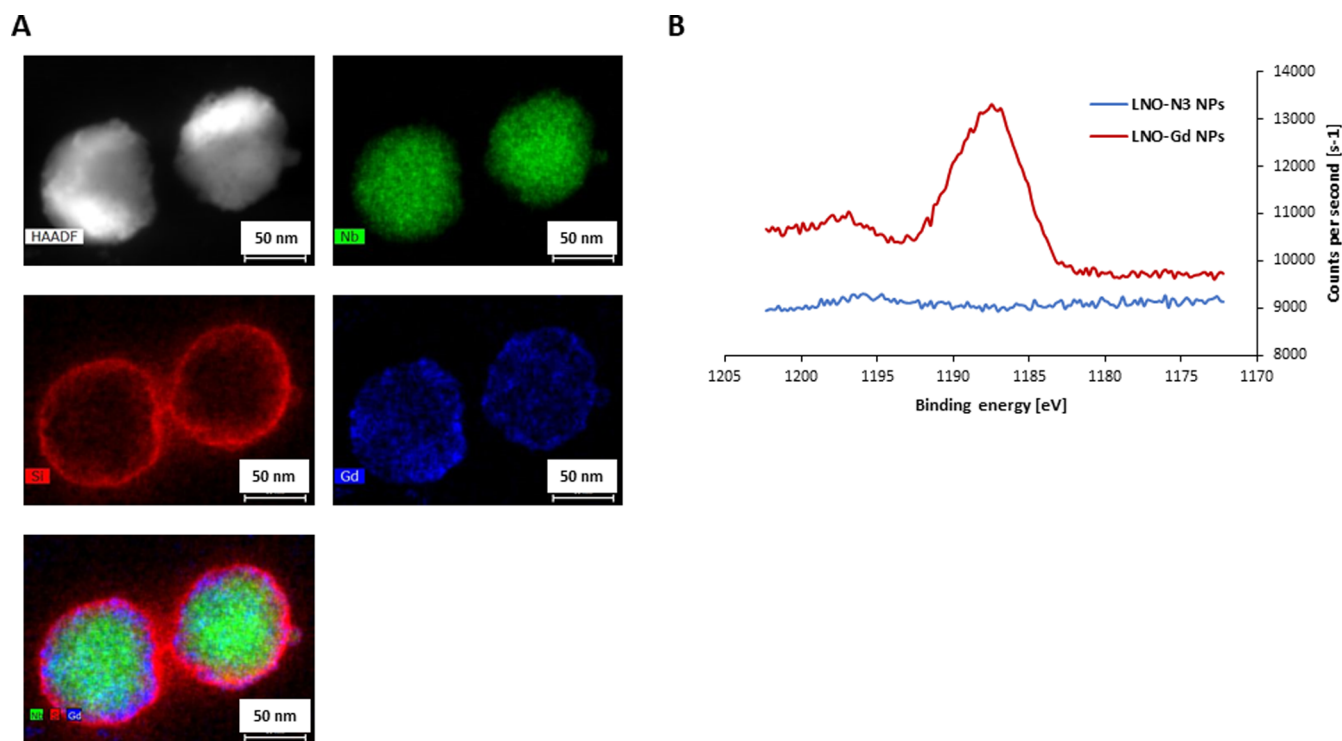 A
HAADF
50 nm
Nb
50 nm
Si
50 nm
Gd
50 nm
Nb Si Gd
50 nm
B
LNO-N3 NPs
LNO-Gd NPs
14000
13000
12000
11000
10000
9000
8000
Counts per second [s-1]
1205 1200 1195 1190 1185 1180 1175 1170
Binding energy [eV]